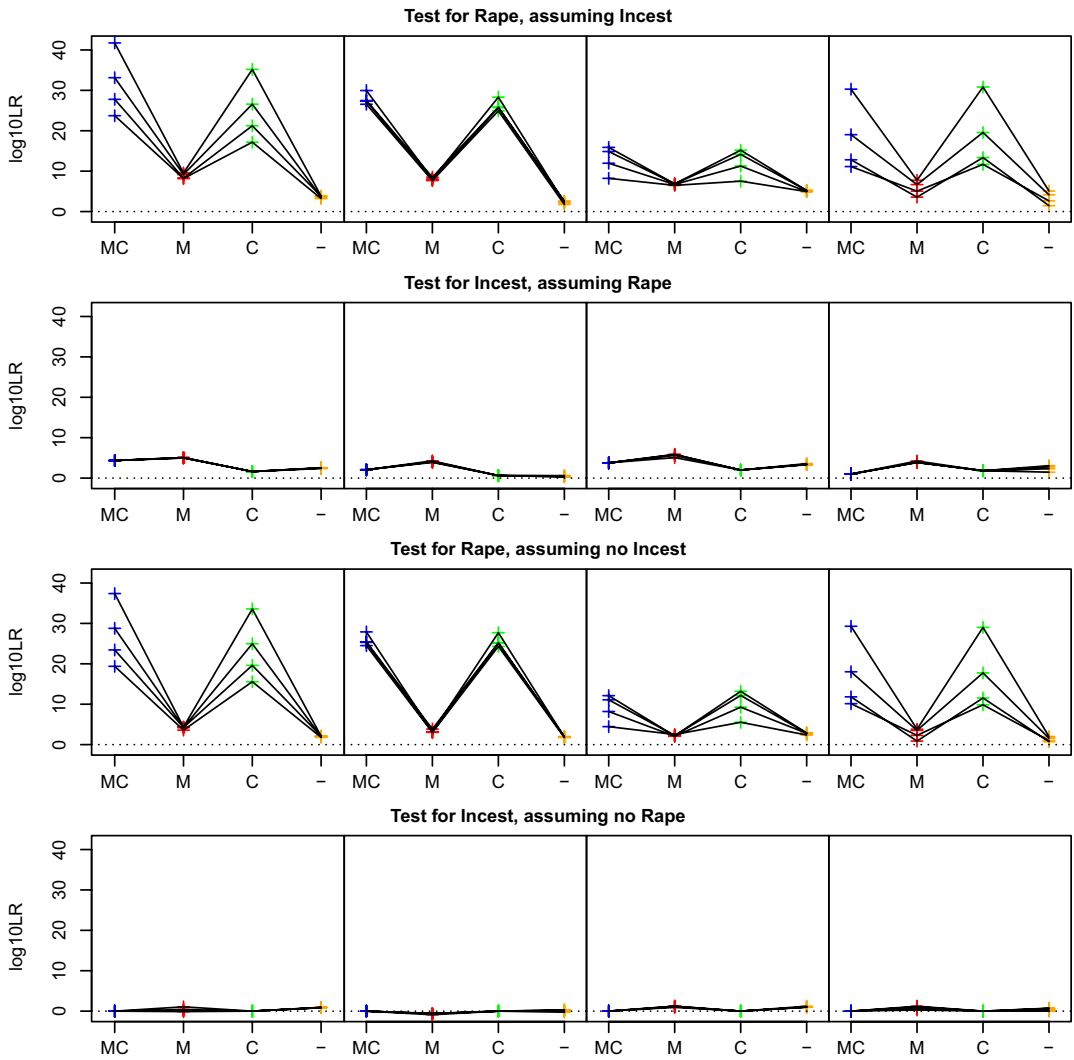 Test for Rape, assuming Incest
log10LR
40
30
20
10
0
MC M C – MC M C – MC M C – MC M C –
Test for Incest, assuming Rape
log10LR
40
30
20
10
0
MC M C – MC M C – MC M C – MC M C –
Test for Rape, assuming no Incest
log10LR
40
30
20
10
0
MC M C – MC M C – MC M C – MC M C –
Test for Incest, assuming no Rape
log10LR
40
30
20
10
0
MC M C – MC M C – MC M C – MC M C –